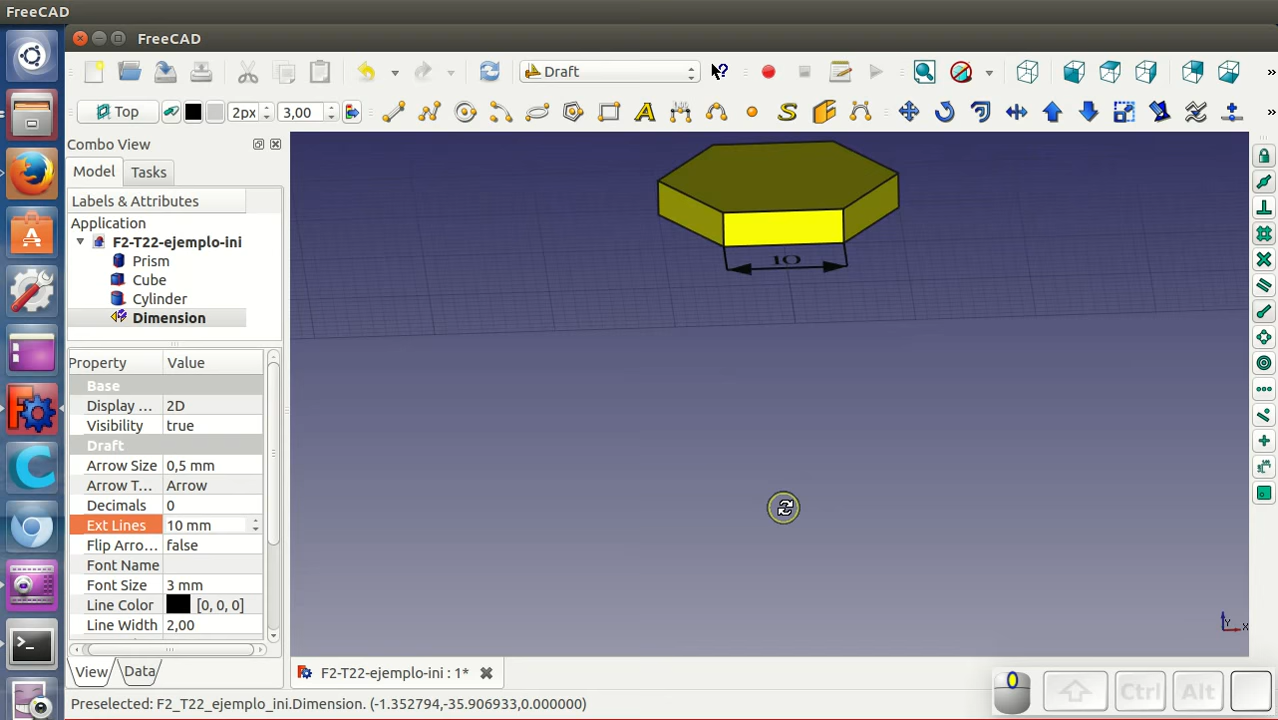 FreeCAD
FreeCAD
Draft
»
Top
2px
3,00
A
S
»
Combo View
Model
Tasks
Labels & Attributes
Application
F2-T22-ejemplo-ini
Prism
Cube
Cylinder
Dimension
Property
Value
Base
Display ...
2D
Visibility
true
Draft
Arrow Size
0,5 mm
Arrow T...
Arrow
Decimals
0
Ext Lines
10 mm
Flip Arro...
false
Font Name
Font Size
3 mm
Line Color
[0, 0, 0]
Line Width
2,00
View
Data
10
Y
X
F2-T22-ejemplo-ini : 1*
Ctrl
Alt
Preselected: F2_T22_ejemplo_ini.Dimension. (-1.352794,-35.906933,0.000000)